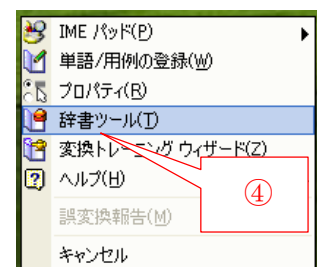 IME パッド(P)
単語/用例の登録(W)
プロパティ(R)
辞書ツール(T)
変換トレーニング ウィザード(Z)
ヘルプ(H)
④
誤変換報告(M)
キャンセル